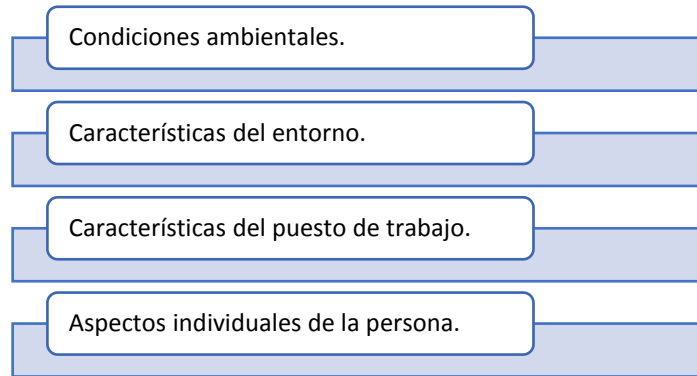 Condiciones ambientales.
Características del entorno.
Características del puesto de trabajo.
Aspectos individuales de la persona.